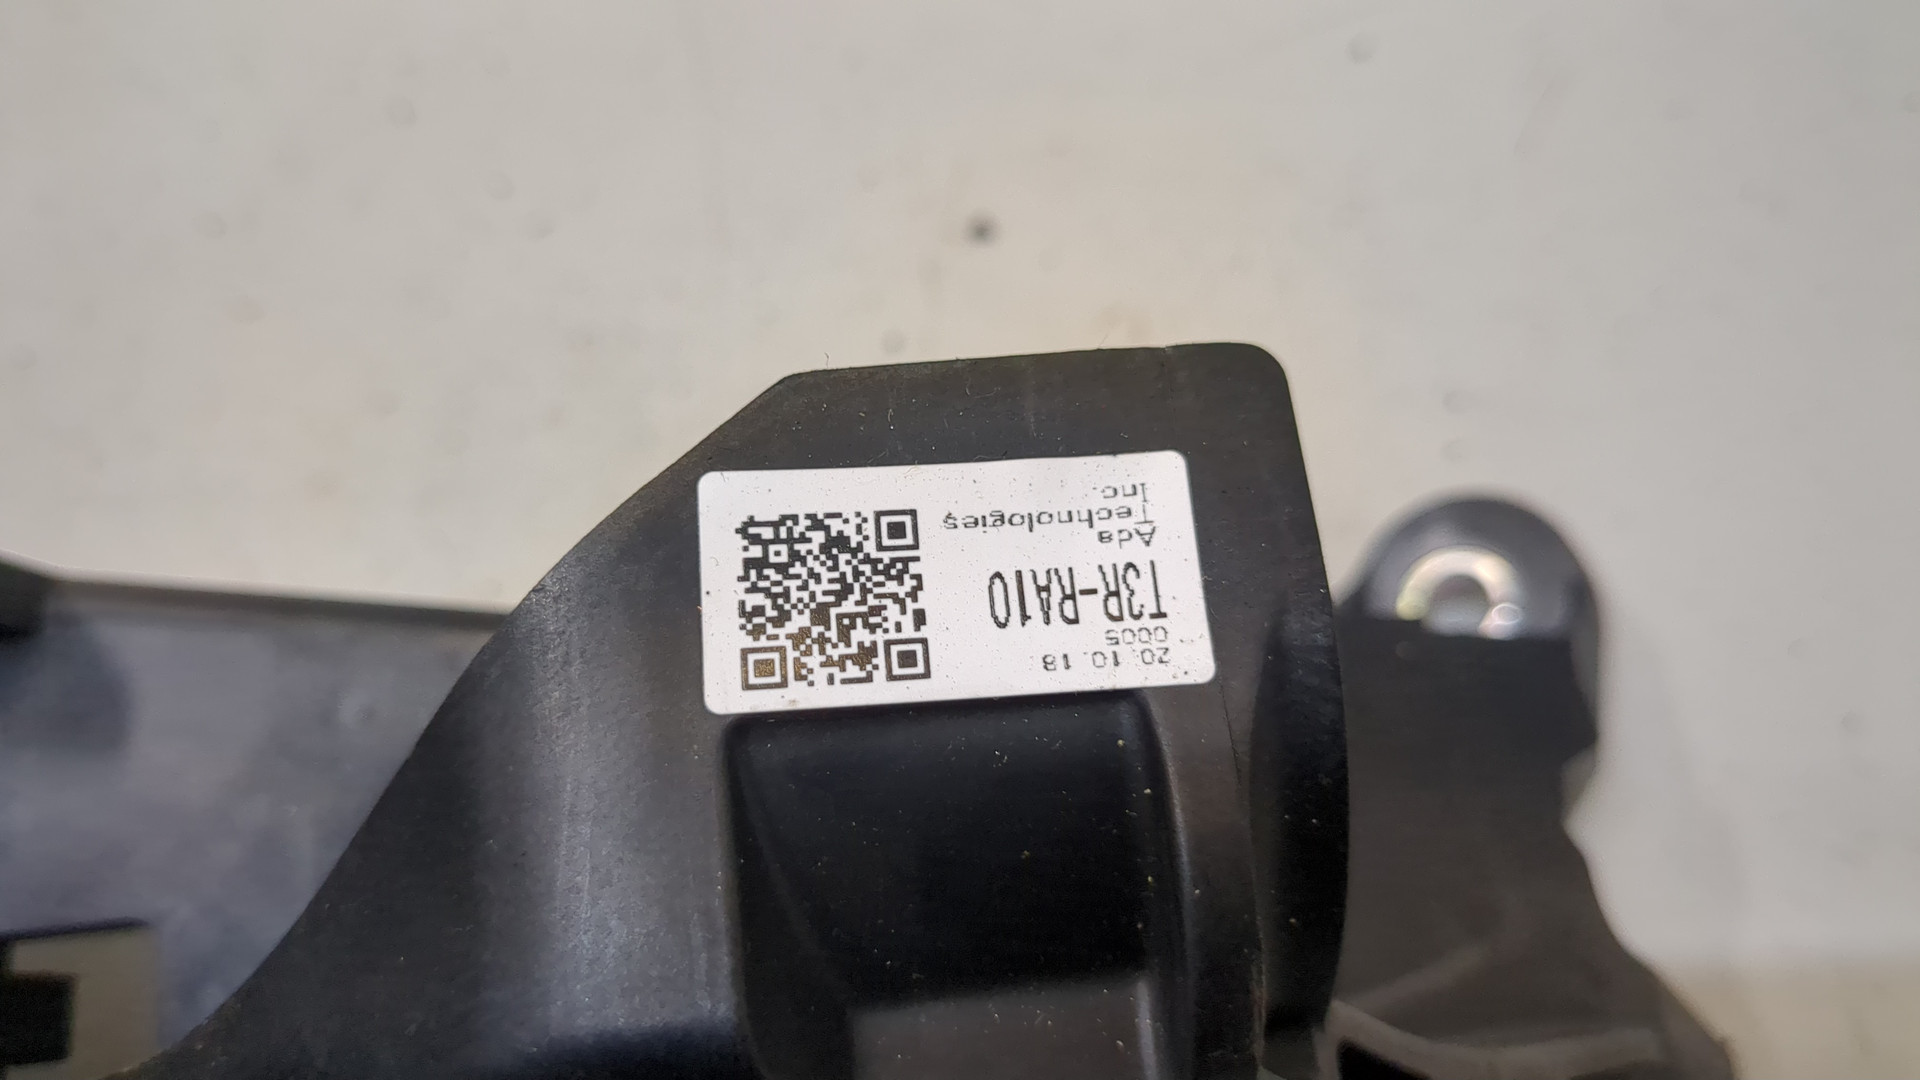 20. 10. 18
0005
T3R-RA10
Ada
Technologies
Inc.